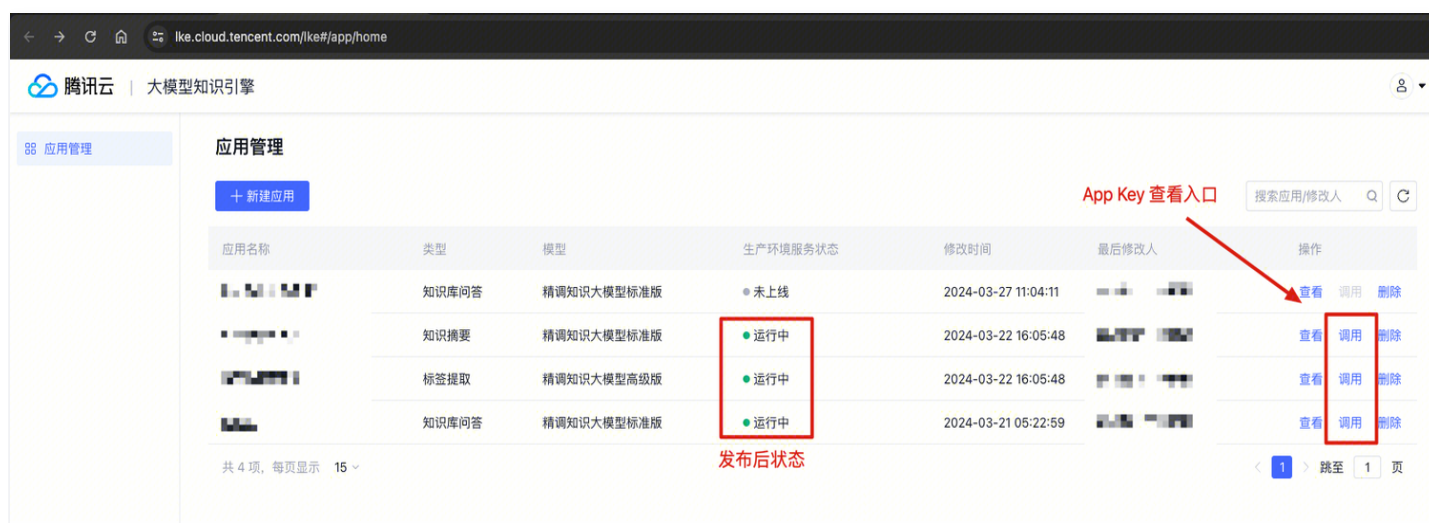 lke.cloud.tencent.com/lke#/app/home
腾讯云 | 大模型知识引擎
应用管理
应用管理
+ 新建应用
App Key 查看入口
搜索应用/修改人
应用名称 类型 模型 生产环境服务状态 修改时间 最后修改人 操作
知识库问答 精调知识大模型标准版 未上线 2024-03-27 11:04:11 查看 调用 删除
知识摘要 精调知识大模型标准版 运行中 2024-03-22 16:05:48 查看 调用 删除
标签提取 精调知识大模型高级版 运行中 2024-03-22 16:05:48 查看 调用 删除
知识库问答 精调知识大模型标准版 运行中 2024-03-21 05:22:59 查看 调用 删除
发布后状态
共 4 项, 每页显示 15 1 跳至 1 页